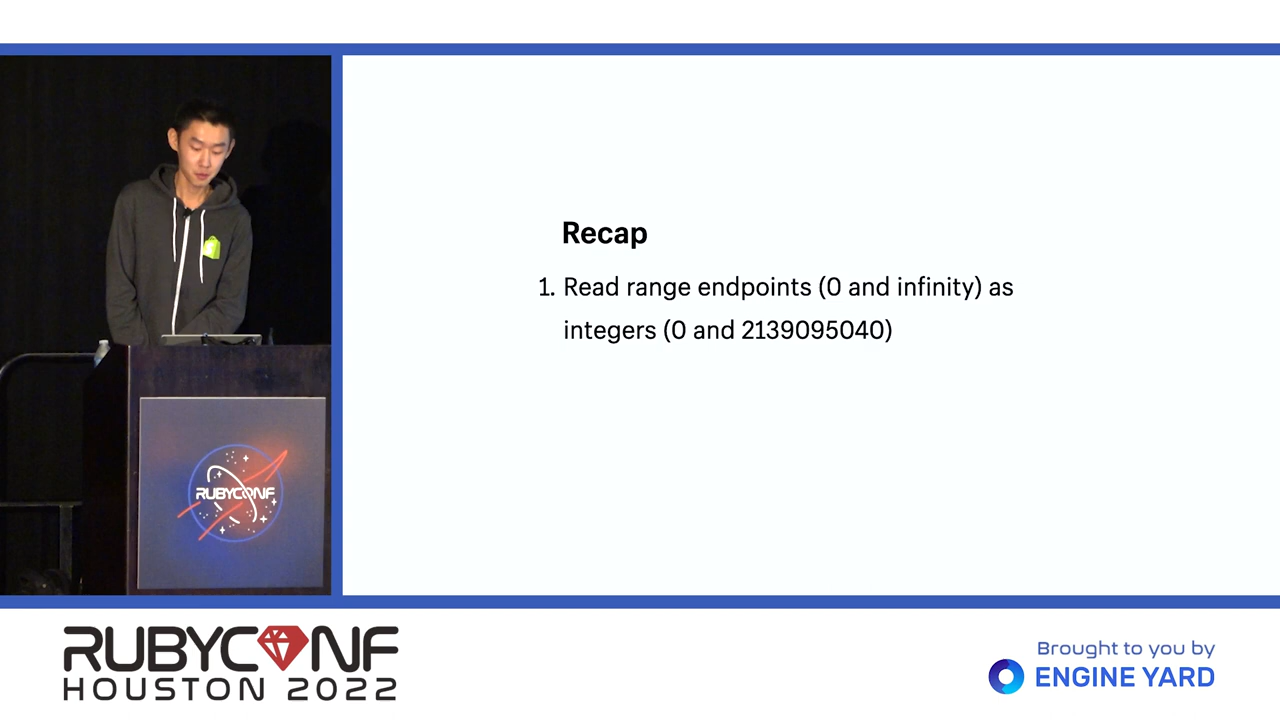 Recap
1. Read range endpoints (0 and infinity) as
integers (0 and 2139095040)
RUBYCONF
RUBYCONF
HOUSTON 2022
Brought to you by
ENGINE YARD